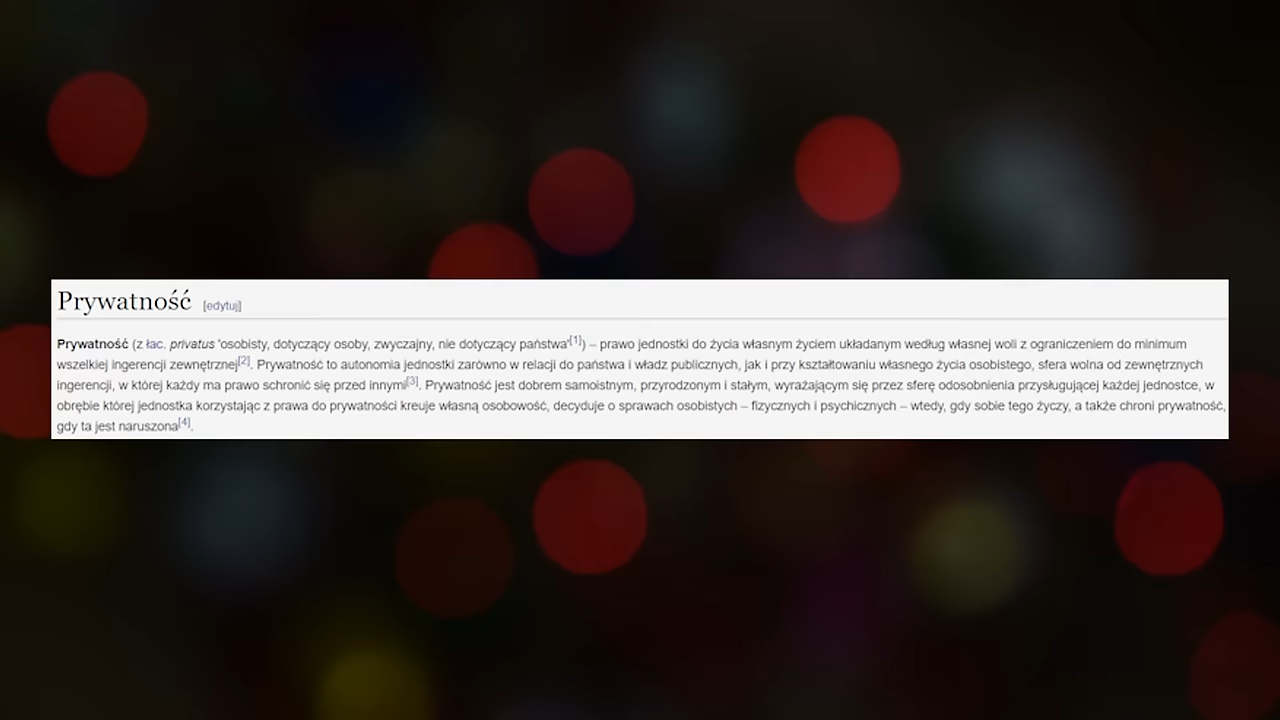 Prywatność [edytuj]
Prywatność (z łac. privatus 'osobisty, dotyczący osoby, zwyczajny, nie dotyczący państwa'[1]) – prawo jednostki do życia własnym życiem układanym według własnej woli z ograniczeniem do minimum
wszelkiej ingerencji zewnętrznej[2]. Prywatność to autonomia jednostki zarówno w relacji do państwa i władz publicznych, jak i przy kształtowaniu własnego życia osobistego, sfera wolna od zewnętrznych
ingerencji, w której każdy ma prawo schronić się przed innymi[3]. Prywatność jest dobrem samoistnym, przyrodzonym i stałym, wyrażającym się przez sferę odosobnienia przysługującej każdej jednostce, w
obrębie której jednostka korzystając z prawa do prywatności kreuje własną osobowość, decyduje o sprawach osobistych – fizycznych i psychicznych – wtedy, gdy sobie tego życzy, a także chroni prywatność,
gdy ta jest naruszona[4].